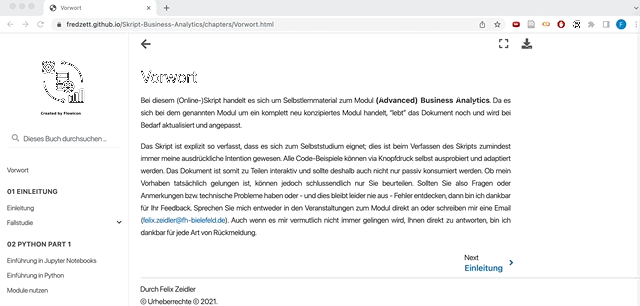 Vorwort
fredzett.github.io/Skript-Business-Analytics/chapters/Vorwort.html
Created by Flewicon
Dieses Buch durchsuchen ...
Vorwort
01 EINLEITUNG
Einleitung
Fallstudie
02 PYTHON PART 1
Einführung in Jupyter Notebooks
Einführung in Python
Module nutzen
Vorwort
Bei diesem (Online-)Skript handelt es sich um Selbstlernmaterial zum Modul (Advanced) Business Analytics. Da es
sich bei dem genannten Modul um ein komplett neu konzipiertes Modul handelt, "lebt" das Dokument noch und wird bei
Bedarf aktualisiert und angepasst.
Das Skript ist explizit so verfasst, dass es sich zum Selbststudium eignet; dies ist beim Verfassen des Skripts zumindest
immer meine ausdrückliche Intention gewesen. Alle Code-Beispiele können via Knopfdruck selbst ausprobiert und adaptiert
werden. Das Dokument ist somit zu Teilen interaktiv und sollte deshalb auch nicht nur passiv konsumiert werden. Ob mein
Vorhaben tatsächlich gelungen ist, können jedoch schlussendlich nur Sie beurteilen. Sollten Sie also Fragen oder
Anmerkungen bzw. technische Probleme haben oder - und dies bleibt leider nie aus - Fehler entdecken, dann bin ich dankbar
für Ihr Feedback. Sprechen Sie mich entweder in den Veranstaltungen zum Modul direkt an oder schreiben mir eine Email
(felix.zeidler@fh-bielefeld.de). Auch wenn es mir vermutlich nicht immer gelingen wird, Ihnen direkt zu antworten, bin ich
dankbar für jede Art von Rückmeldung.
Next
Einleitung
Durch Felix Zeidler
© Urheberrechte © 2021.